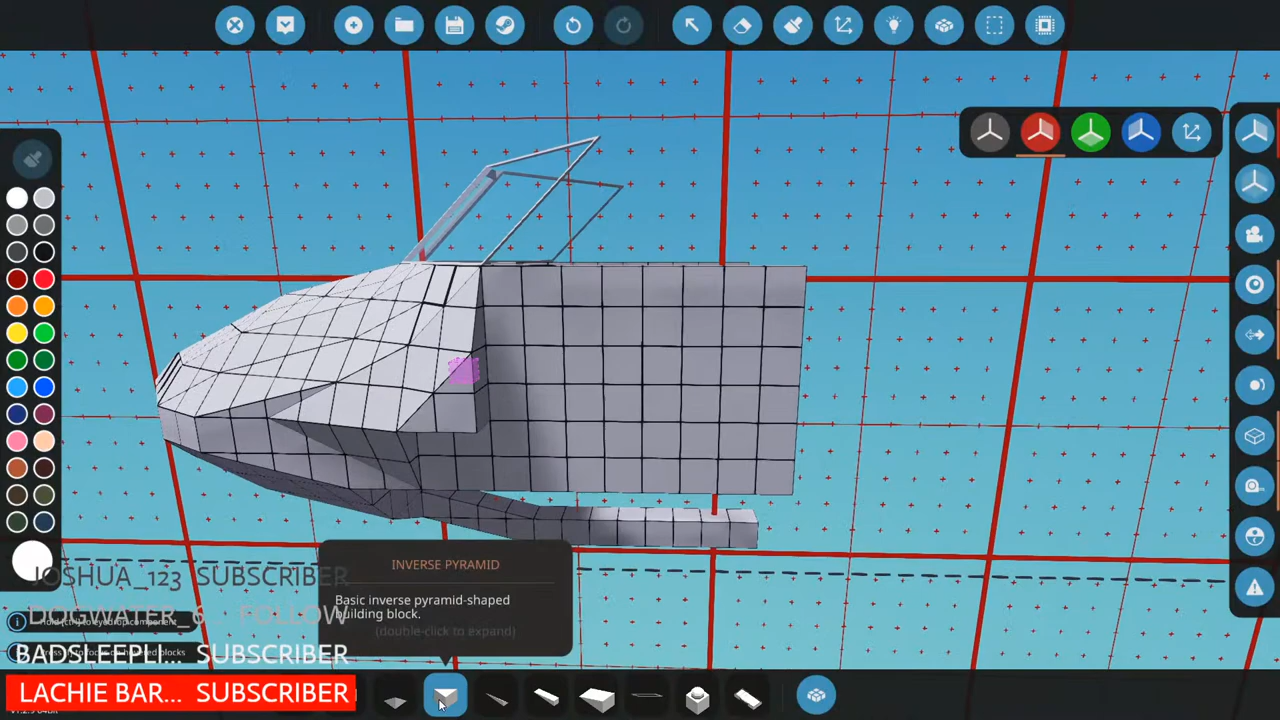 INVERSE PYRAMID
Basic inverse pyramid-shaped
building block.
(double-click to expand)
JOSHUA_123 SUBSCRIBER
DOGWATER_6... FOLLOW
BADSLEEPLI... SUBSCRIBER
LACHIE BAR... SUBSCRIBER